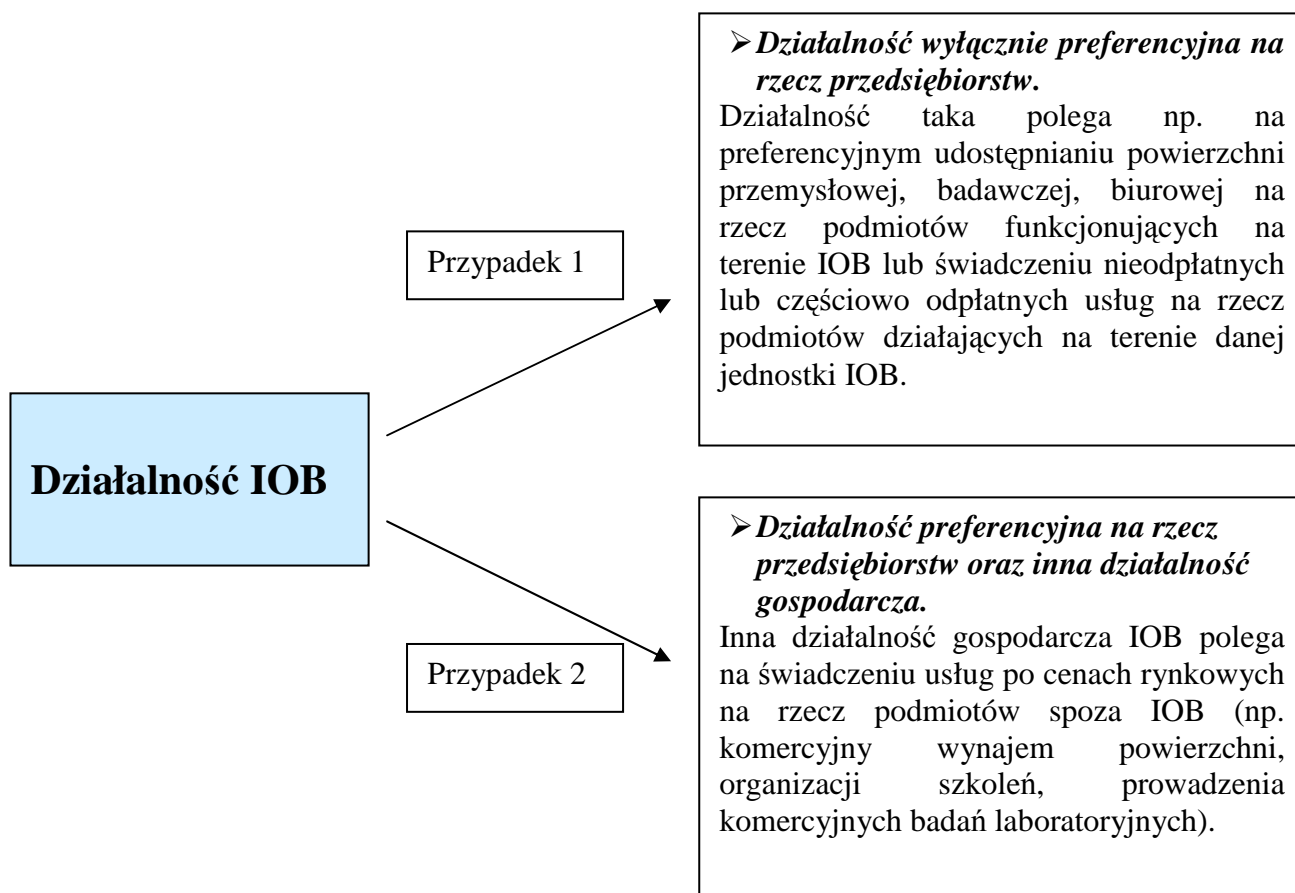 Działalność IOB
Przypadek 1
➢ Działalność wyłącznie preferencyjna na
rzecz przedsiębiorstw.
Działalność taka polega np. na
preferencyjnym udostępnianiu powierzchni
przemysłowej, badawczej, biurowej na
rzecz podmiotów funkcjonujących na
terenie IOB lub świadczeniu nieodpłatnych
lub częściowo odpłatnych usług na rzecz
podmiotów działających na terenie danej
jednostki IOB.
Przypadek 2
➢ Działalność preferencyjna na rzecz
przedsiębiorstw oraz inna działalność
gospodarcza.
Inna działalność gospodarcza IOB polega
na świadczeniu usług po cenach rynkowych
na rzecz podmiotów spoza IOB (np.
komercyjny wynajem powierzchni,
organizacji szkoleń, prowadzenia
komercyjnych badań laboratoryjnych).